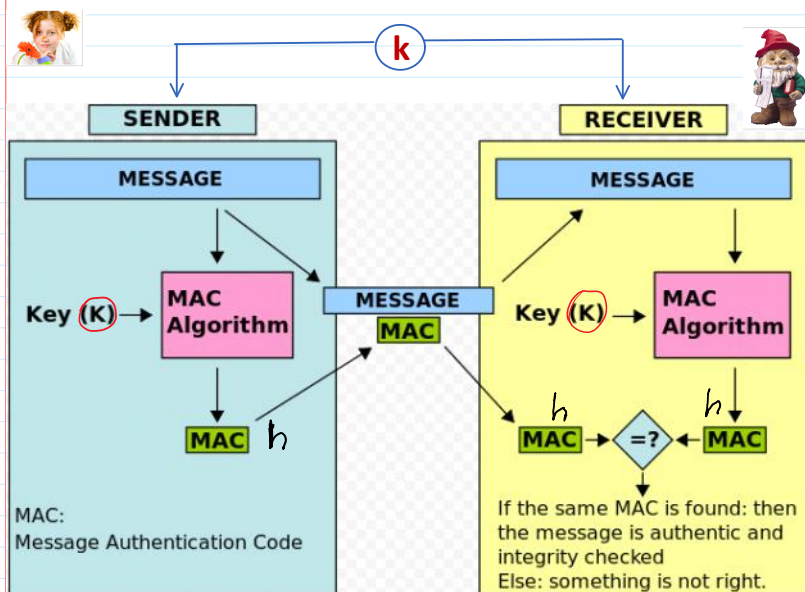 k
SENDER
RECEIVER
MESSAGE
MESSAGE
Key (K)
MAC
Algorithm
MESSAGE
MAC
Key (K)
MAC
Algorithm
MAC
h
h
MAC
=?
h
MAC
MAC:
Message Authentication Code
If the same MAC is found: then
the message is authentic and
integrity checked
Else: something is not right.